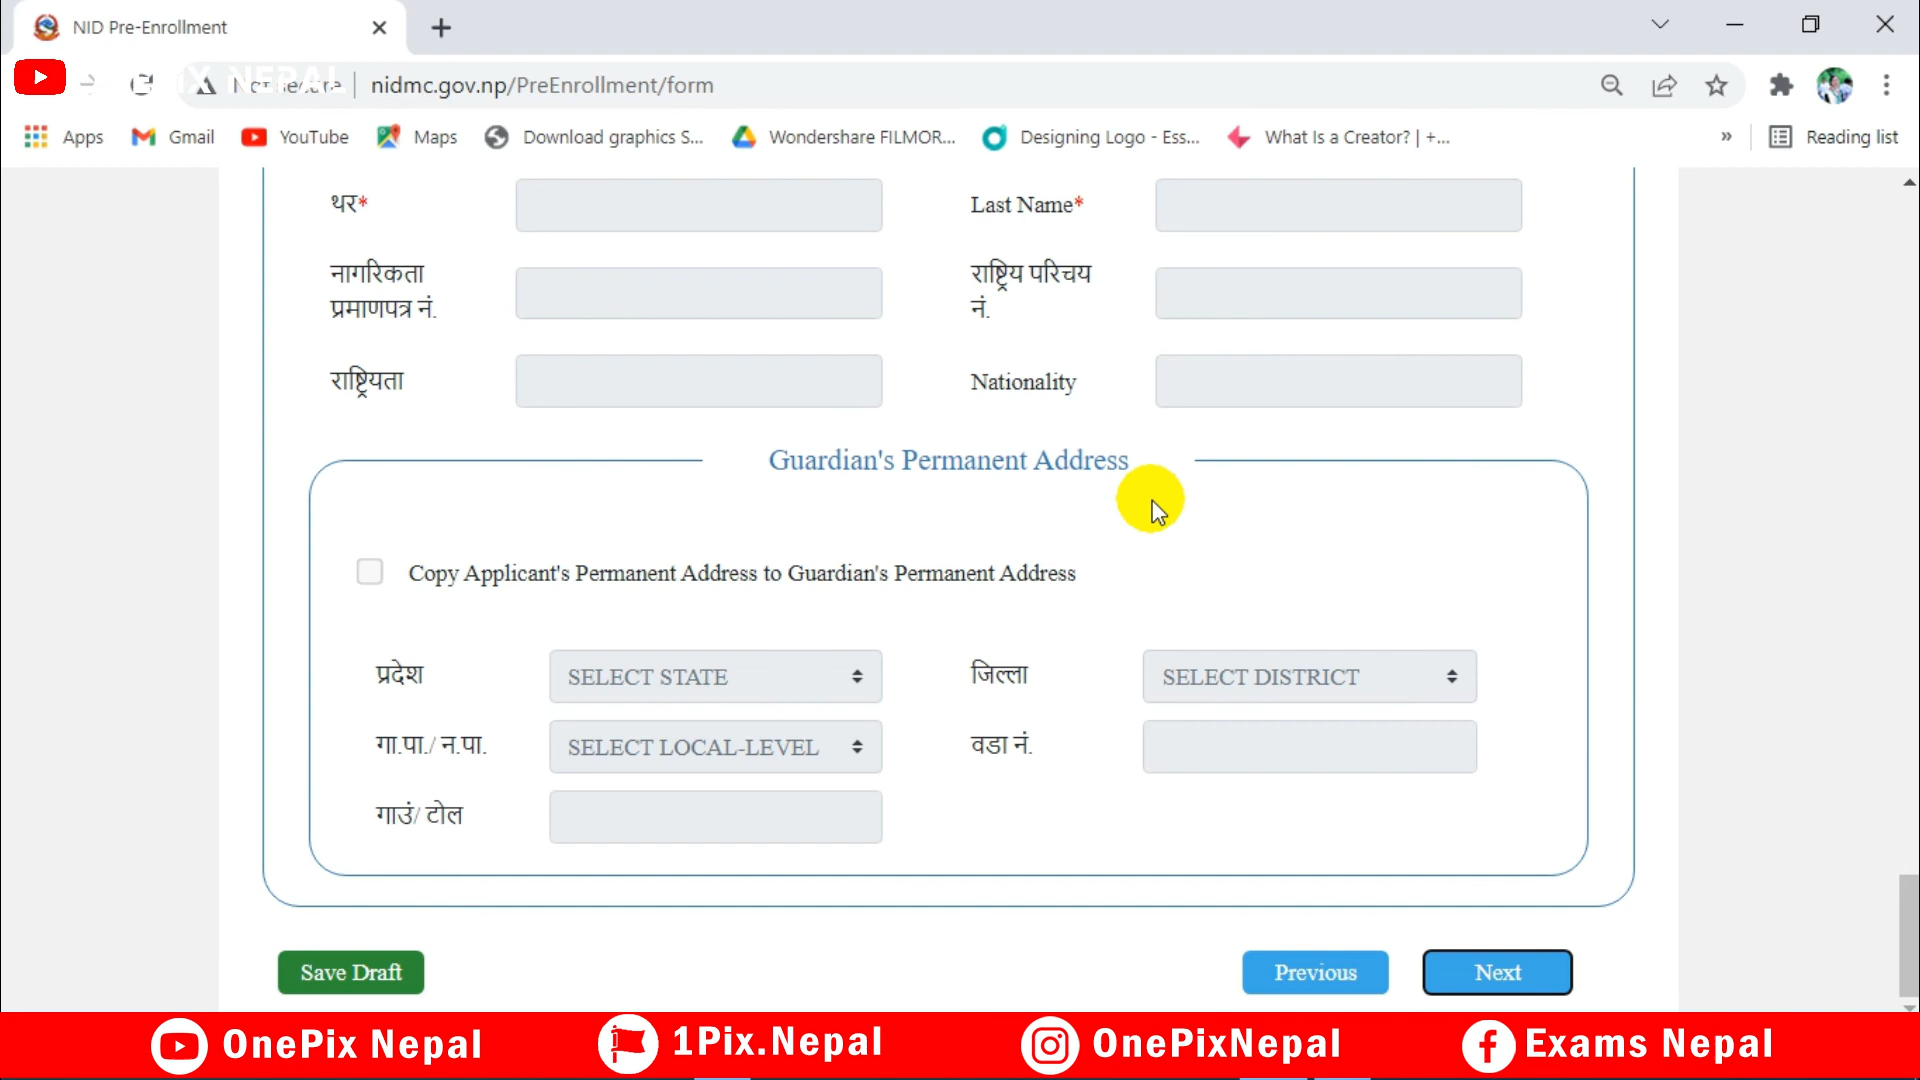 NID Pre-Enrollment
X NEPAL
Not secure
nidmc.gov.np/PreEnrollment/form
Apps
Gmail
YouTube
Maps
Download graphics S...
Wondershare FILMOR...
Designing Logo - Ess...
What Is a Creator? | +...
»
Reading list
थर*
Last Name*
नागरिकता
प्रमाणपत्र नं.
राष्ट्रिय परिचय
नं.
राष्ट्रियता
Nationality
Guardian's Permanent Address
Copy Applicant's Permanent Address to Guardian's Permanent Address
प्रदेश
SELECT STATE
जिल्ला
SELECT DISTRICT
गा.पा./ न.पा.
SELECT LOCAL-LEVEL
वडा नं.
गाउं/ टोल
Save Draft
Previous
Next
OnePix Nepal
1Pix.Nepal
OnePixNepal
Exams Nepal